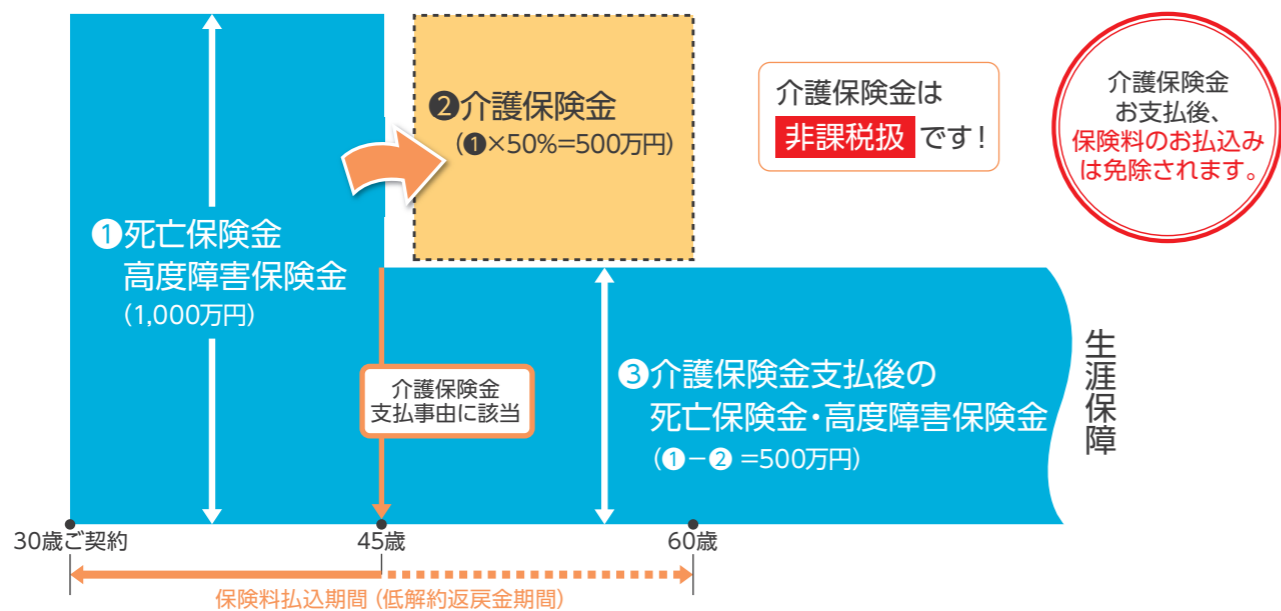 ❶死亡保険金
高度障害保険金
(1,000万円)
❷介護保険金
(❶×50%=500万円)
介護保険金は
非課税扱です!
介護保険金
お支払後、
保険料のお払込み
は免除されます。
介護保険金
支払事由に該当
❸介護保険金支払後の
死亡保険金・高度障害保険金
(❶−❷ =500万円)
生涯保障
30歳ご契約
45歳
60歳
保険料払込期間(低解約返戻金期間)